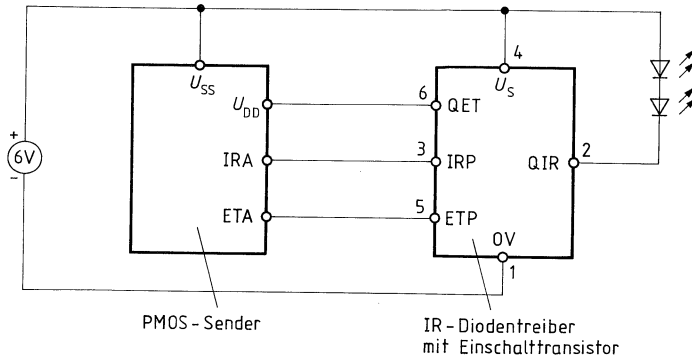 4
U_SS
U_S
U_DD
6
QET
+
6V
−
IRA
3
IRP
QIR
2
ETA
5
ETP
0V
1
PMOS-Sender
IR-Diodentreiber
mit Einschalttransistor